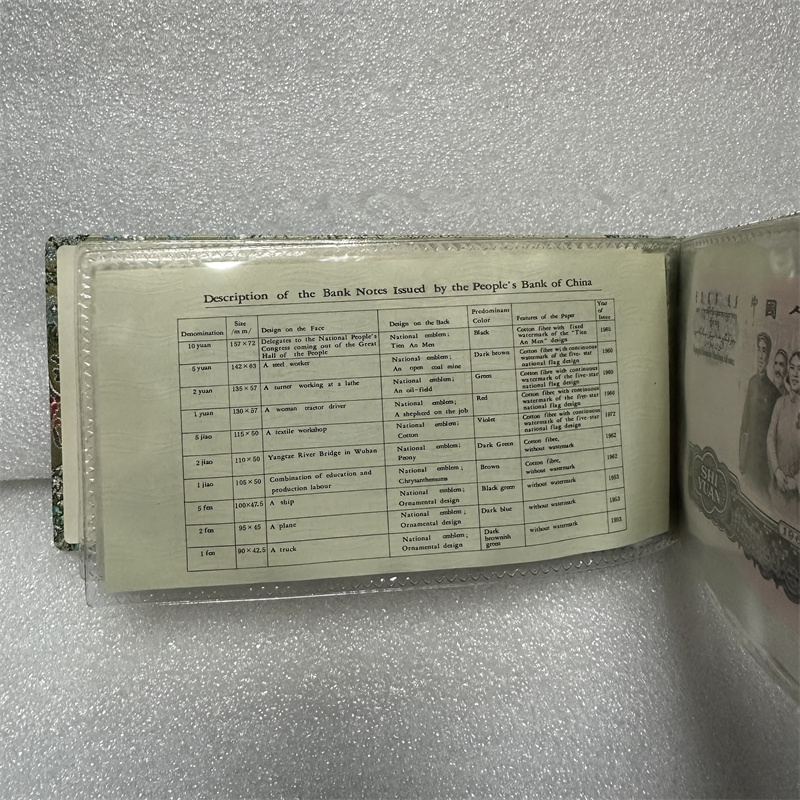 Description of the Bank Notes Issued by the People's Bank of China
Denomination Size /m m/ Design on the Face Design on the Back Predominant Color Features of the Paper Year of Issue
10 yuan 157×72 Delegates to the National People's Congress coming out of the Great Hall of the People National emblem; Tien An Men Black Cotton fibre with fixed watermark of the "Tien An Men" design 1965
5 yuan 142×63 A steel worker National emblem; An open coal mine Dark brown Cotton fibre with continuous watermark of the five-star national flag design 1960
2 yuan 135×57 A turner working at a lathe National emblem; An oil-field Green Cotton fibre with continuous watermark of the five-star national flag design 1960
1 yuan 130×57 A woman tractor driver National emblem; A shepherd on the job Red Cotton fibre with continuous watermark of the five-star national flag design 1960
5 jiao 115×50 A textile workshop National emblem; Cotton Violet Cotton fibre with continuous watermark of the five-star national flag design 1972
2 jiao 110×50 Yangtze River Bridge in Wuhan National emblem; Peony Dark Green Cotton fibre, without watermark 1962
1 jiao 105×50 Combination of education and production labour National emblem; Chrysanthemums Brown Cotton fibre, without watermark 1962
5 fen 100×47.5 A ship National emblem; Ornamental design Black green without watermark 1953
2 fen 95×45 A plane National emblem; Ornamental design Dark blue without watermark 1953
1 fen 90×42.5 A truck National emblem; Ornamental design Dark brownish green without watermark 1953
中國人
SHI
YUAN